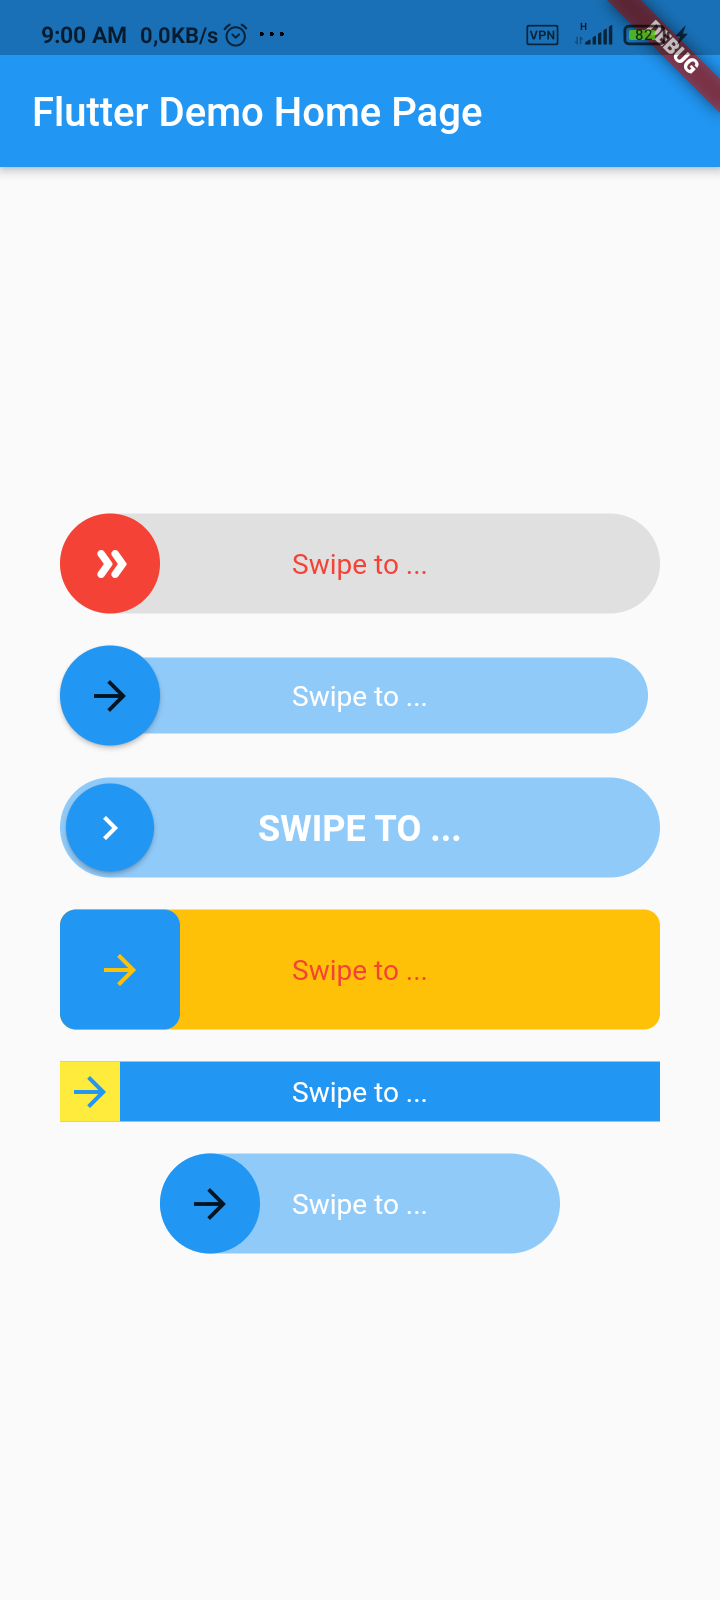 9:00 AM 0,0KB/s ...
VPN H 82
DEBUG
Flutter Demo Home Page
Swipe to ...
Swipe to ...
SWIPE TO ...
Swipe to ...
Swipe to ...
Swipe to ...